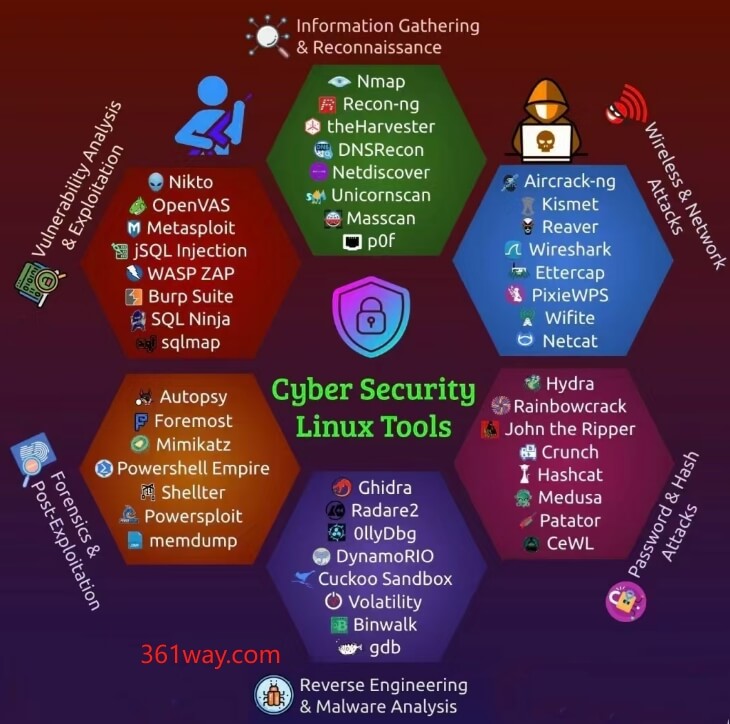 Information Gathering
& Reconnaissance
Nmap
Recon-ng
theHarvester
DNSRecon
Netdiscover
Unicornscan
Masscan
p0f
Vulnerability Analysis
& Exploitation
Nikto
OpenVAS
Metasploit
jSQL Injection
WASP ZAP
Burp Suite
SQL Ninja
sqlmap
Wireless & Network
Attacks
Aircrack-ng
Kismet
Reaver
Wireshark
Ettercap
PixieWPS
Wifite
Netcat
Cyber Security
Linux Tools
Forensics &
Post-Exploitation
Autopsy
Foremost
Mimikatz
Powershell Empire
Shellter
Powersploit
memdump
Password & Hash
Attacks
Hydra
Rainbowcrack
John the Ripper
Crunch
Hashcat
Medusa
Patator
CeWL
Ghidra
Radare2
0llyDbg
DynamoRIO
Cuckoo Sandbox
Volatility
Binwalk
gdb
361way.com
Reverse Engineering
& Malware Analysis